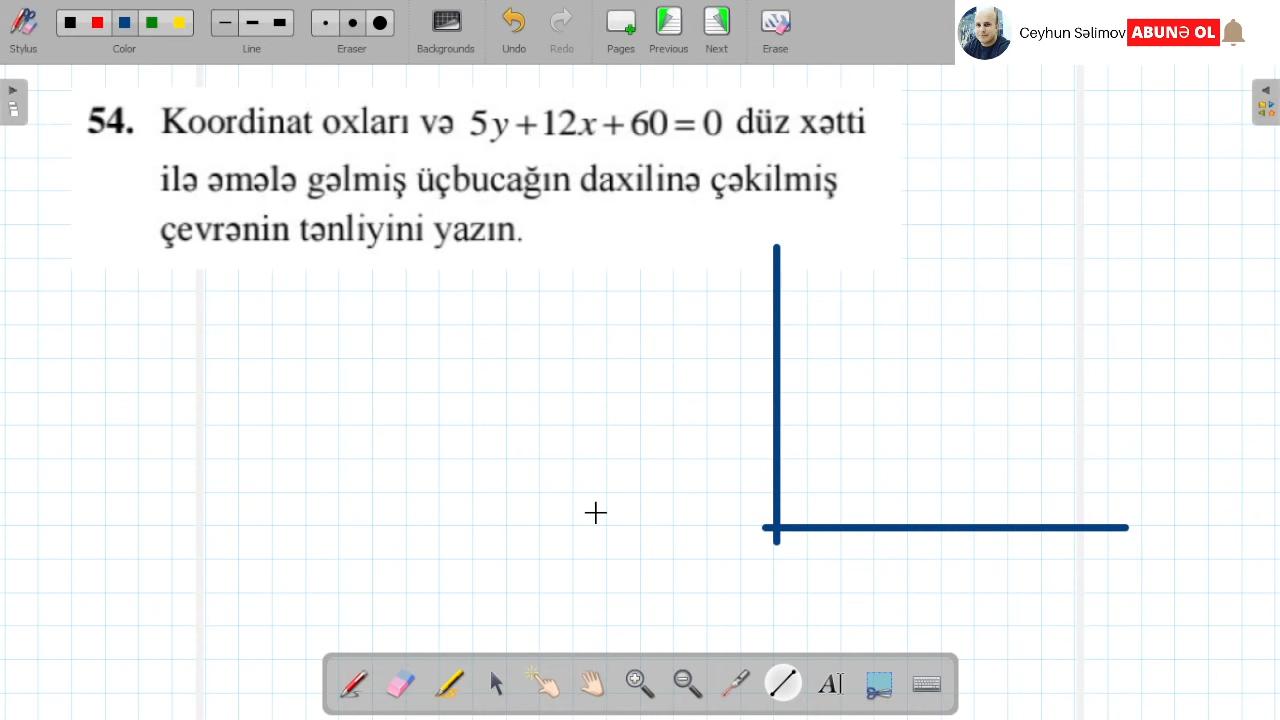 Stylus Color Line Eraser Backgrounds Undo Redo Pages Previous Next Erase
Ceyhun Səlimov ABUNƏ OL
54. Koordinat oxları və 5y+12x+60=0 düz xətti
ilə əmələ gəlmiş üçbucağın daxilinə çəkilmiş
çevrənin tənliyini yazın.
AI